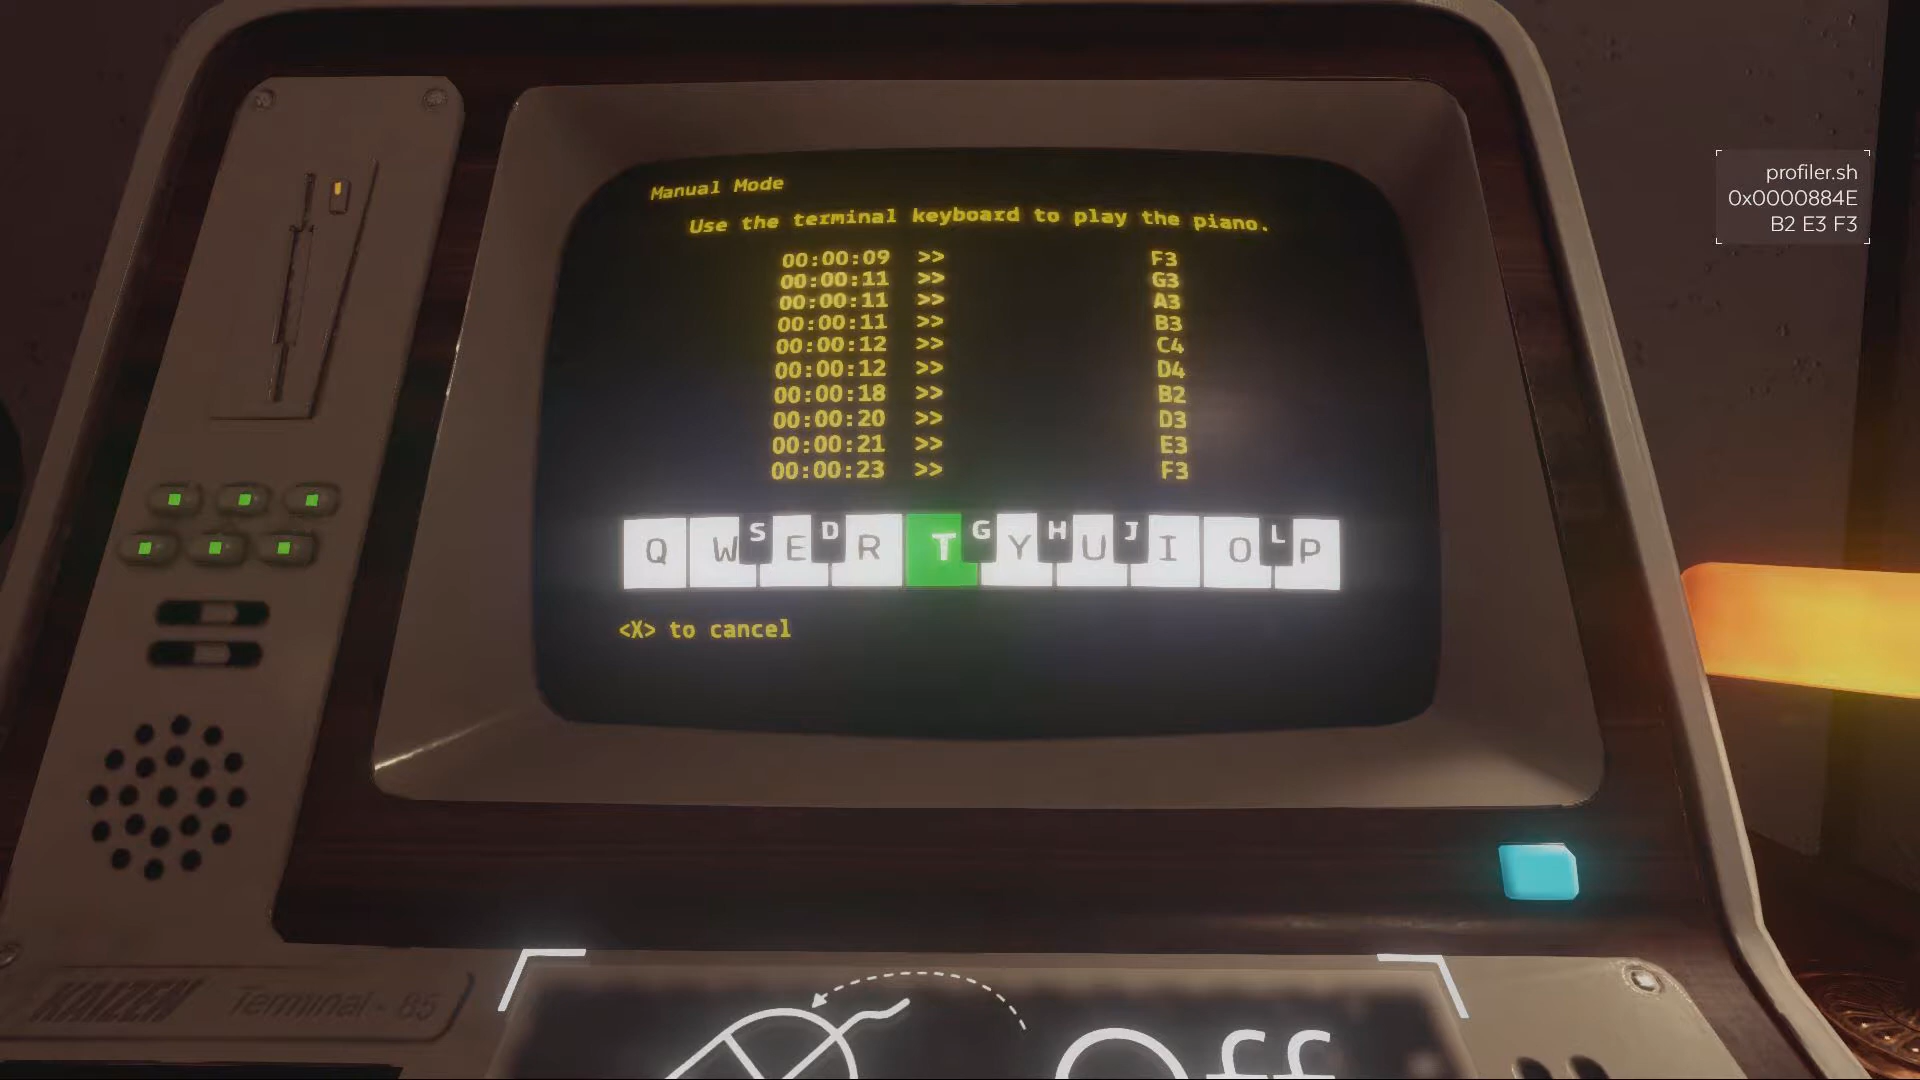 Manual Mode
Use the terminal keyboard to play the piano.
00:00:09 >> F3
00:00:11 >> G3
00:00:11 >> A3
00:00:11 >> B3
00:00:12 >> C4
00:00:12 >> D4
00:00:18 >> B2
00:00:20 >> D3
00:00:21 >> E3
00:00:23 >> F3
S D G H J L
Q W E R T Y U I O P
<X> to cancel
profiler.sh
0x0000884E
B2 E3 F3
KAIZEN Terminal - 85
Off